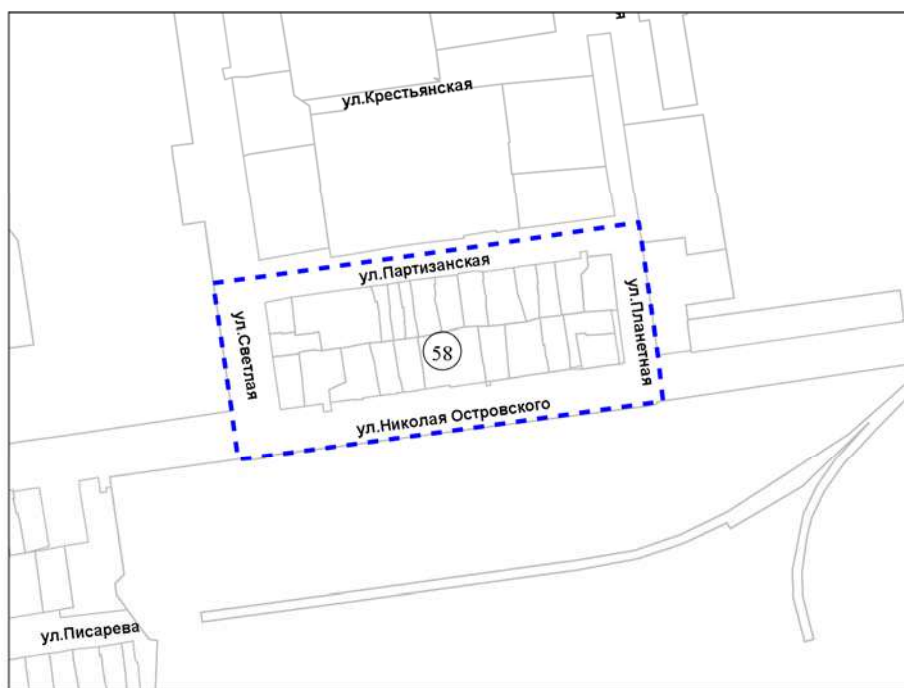 ул.Крестьянская
ул.Партизанская
ул.Светлая
ул.Планетная
58
ул.Николая Островского
ул.Писарева